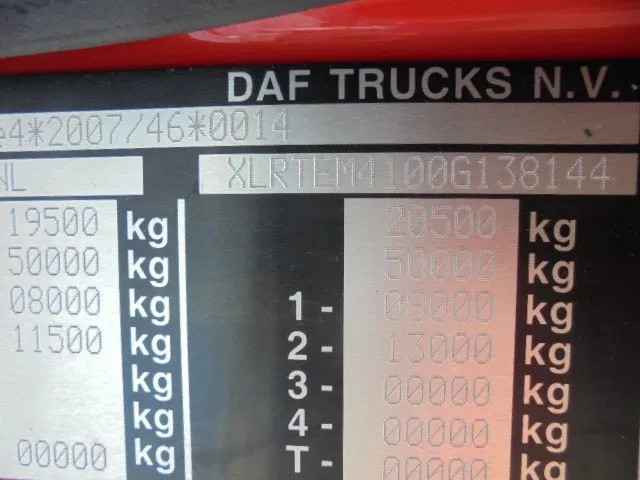 DAF TRUCKS N.V.
e4*2007/46*0014
NL XLRTEM4100G138144
19500 kg 20500 kg
50000 kg 50000 kg
08000 kg 1- 08000 kg
11500 kg 2- 13000 kg
kg 3- 00000 kg
kg 4- 00000 kg
00000 kg T- 00000 kg